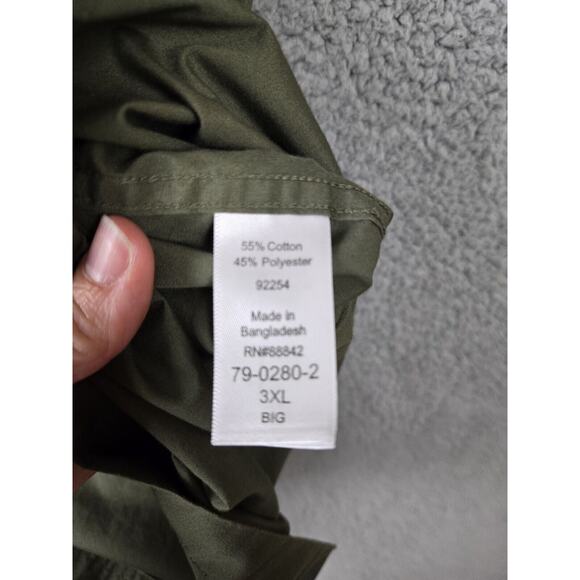 55% Cotton
45% Polyester
92254
Made in
Bangladesh
RN#88842
79-0280-2
3XL
BIG